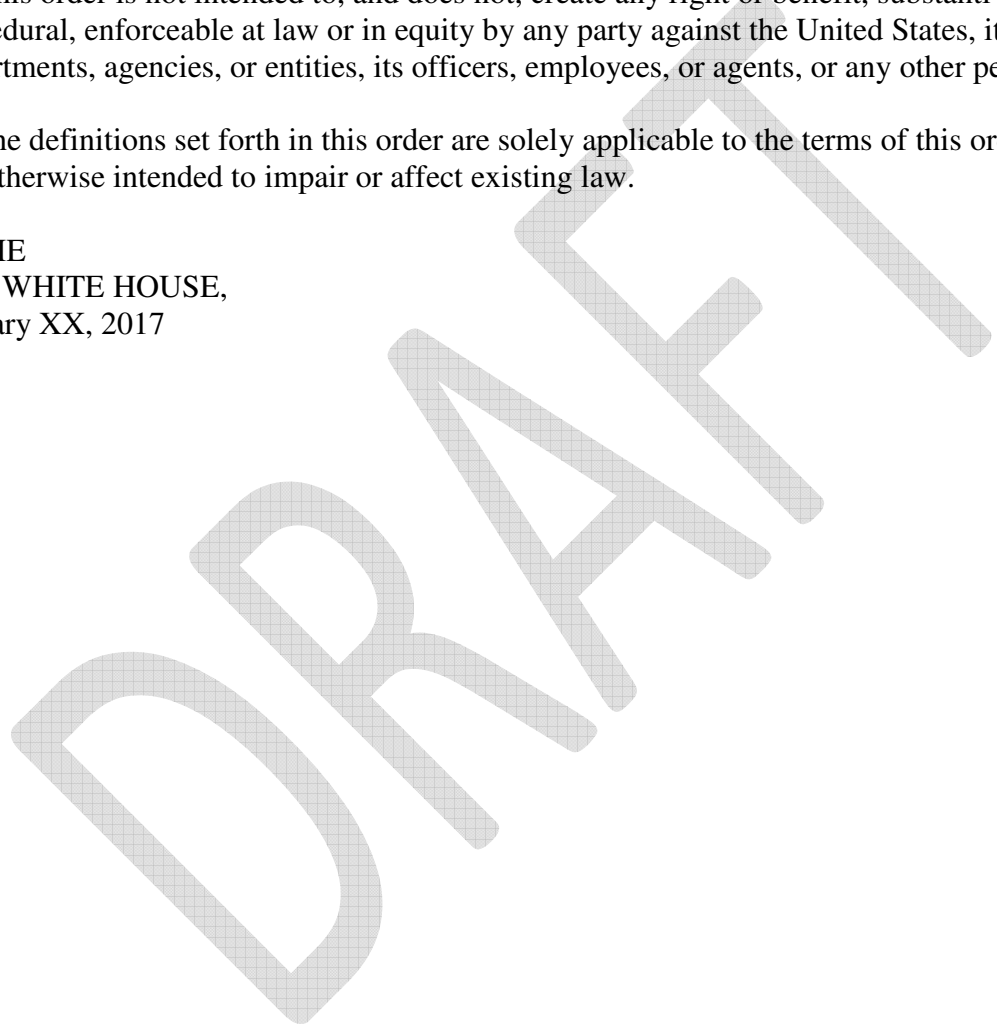 his order is not intended to, and does not, create any right or benefit, substanti
edural, enforceable at law or in equity by any party against the United States, it
rtments, agencies, or entities, its officers, employees, or agents, or any other pe
he definitions set forth in this order are solely applicable to the terms of this or
therwise intended to impair or affect existing law.
ME
WHITE HOUSE,
ary XX, 2017
DRAFT